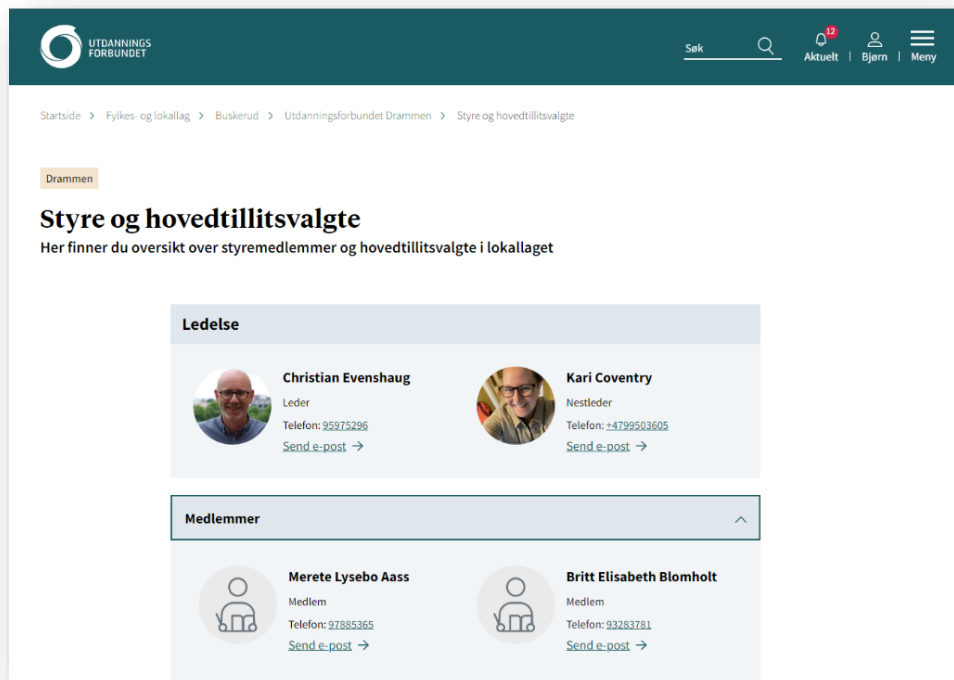 UTDANNINGS
FORBUNDET
Søk
12
Aktuelt | Bjørn | Meny
Startside > Fylkes- og lokallag > Buskerud > Utdanningsforbundet Drammen > Styre og hovedtillitsvalgte
Drammen
Styre og hovedtillitsvalgte
Her finner du oversikt over styremedlemmer og hovedtillitsvalgte i lokallaget
Ledelse
Christian Evenshaug
Leder
Telefon: 95975296
Send e-post →
Kari Coventry
Nestleder
Telefon: +4799503605
Send e-post →
Medlemmer
Merete Lysebo Aass
Medlem
Telefon: 97885365
Send e-post →
Britt Elisabeth Blomholt
Medlem
Telefon: 93283781
Send e-post →